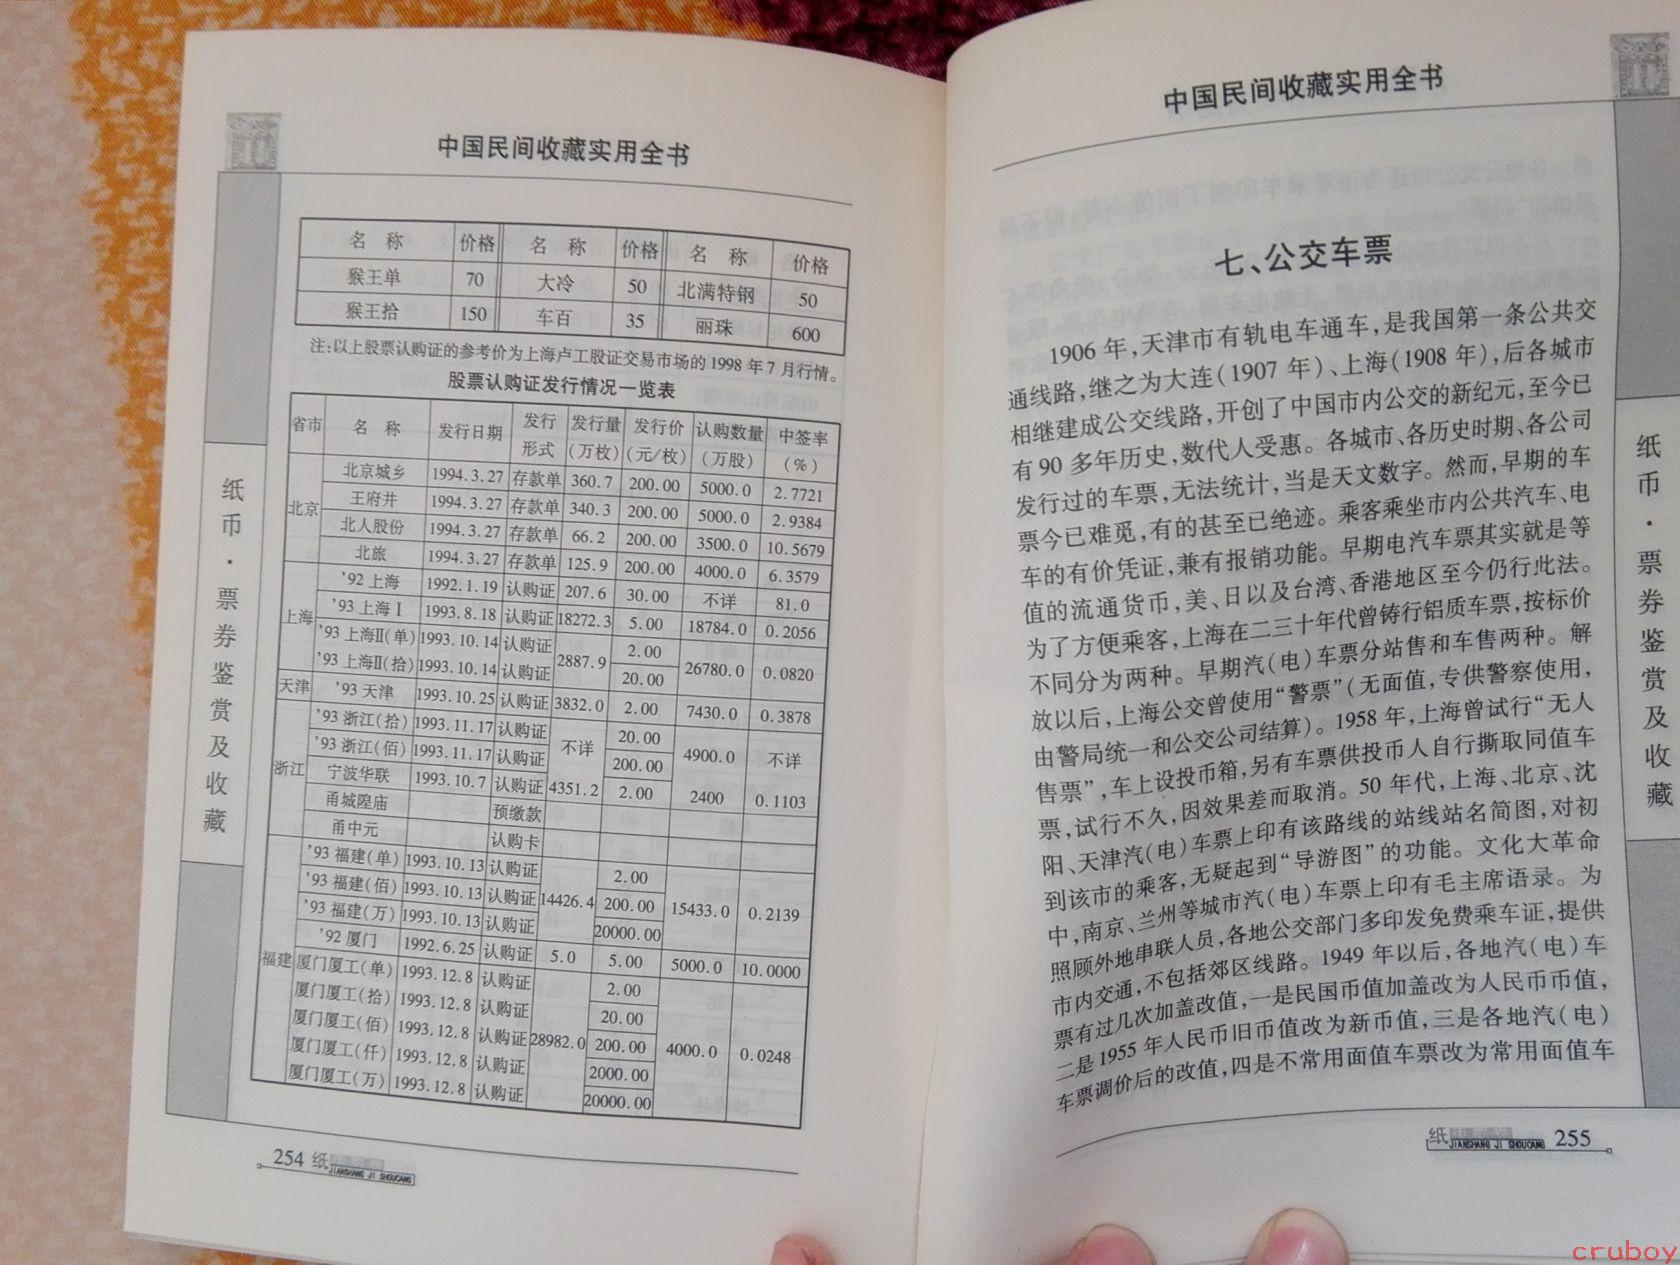 中国民间收藏实用全书
名 称 价格 名 称 价格 名 称 价格
猴王单 70 大冷 50 北满特钢 50
猴王拾 150 车百 35 丽珠 600
注:以上股票认购证的参考价为上海卢工股证交易市场的1998年7月行情。
股票认购证发行情况一览表
省市 名 称 发行日期 发行形式 发行量(万枚) 发行价(元/枚) 认购数量(万股) 中签率(%)
北京 北京城乡 1994.3.27 存款单 360.7 200.00 5000.0 2.7721
王府井 1994.3.27 存款单 340.3 200.00 5000.0 2.9384
北人股份 1994.3.27 存款单 66.2 200.00 3500.0 10.5679
北旅 1994.3.27 存款单 125.9 200.00 4000.0 6.3579
上海 '92上海 1992.1.19 认购证 207.6 30.00 不详 81.0
'93上海Ⅰ 1993.8.18 认购证 18272.3 5.00 18784.0 0.2056
'93上海Ⅱ(单) 1993.10.14 认购证 2887.9 2.00 26780.0 0.0820
'93上海Ⅱ(拾) 1993.10.14 认购证 20.00
天津 '93天津 1993.10.25 认购证 3832.0 2.00 7430.0 0.3878
浙江 '93浙江(拾) 1993.11.17 认购证 不详 20.00 4900.0 不详
'93浙江(佰) 1993.11.17 认购证 200.00
宁波华联 1993.10.7 认购证 4351.2 2.00 2400 0.1103
甬城隍庙 预缴款
甬中元 认购卡
福建 '93福建(单) 1993.10.13 认购证 14426.4 2.00 15433.0 0.2139
'93福建(佰) 1993.10.13 认购证 200.00
'93福建(万) 1993.10.13 认购证 20000.00
'92厦门 1992.6.25 认购证 5.0 5.00 5000.0 10.0000
厦门厦工(单) 1993.12.8 认购证 28982.0 2.00 4000.0 0.0248
厦门厦工(拾) 1993.12.8 认购证 20.00
厦门厦工(佰) 1993.12.8 认购证 200.00
厦门厦工(仟) 1993.12.8 认购证 2000.00
厦门厦工(万) 1993.12.8 认购证 20000.00
纸币·票券鉴赏及收藏
254 纸
JIANSHANG JI SHOUCANG
中国民间收藏实用全书
七、公交车票
1906年,天津市有轨电车通车,是我国第一条公共交
通线路,继之为大连(1907年)、上海(1908年),后各城市
相继建成公交线路,开创了中国市内公交的新纪元,至今已
有90多年历史,数代人受惠。各城市、各历史时期、各公司
发行过的车票,无法统计,当是天文数字。然而,早期的车
票今已难觅,有的甚至已绝迹。乘客乘坐市内公共汽车、电
车的有价凭证,兼有报销功能。早期电汽车票其实就是等
值的流通货币,美、日以及台湾、香港地区至今仍行此法。
为了方便乘客,上海在二三十年代曾铸行铝质车票,按标价
不同分为两种。早期汽(电)车票分站售和车售两种。解
放以后,上海公交曾使用“警票”(无面值,专供警察使用,
由警局统一和公交公司结算)。1958年,上海曾试行“无人
售票”,车上设投币箱,另有车票供投币人自行撕取同值车
票,试行不久,因效果差而取消。50年代,上海、北京、沈
阳、天津汽(电)车票上印有该路线的站线站名简图,对初
到该市的乘客,无疑起到“导游图”的功能。文化大革命
中,南京、兰州等城市汽(电)车票上印有毛主席语录。为
照顾外地串联人员,各地公交部门多印发免费乘车证,提供
市内交通,不包括郊区线路。1949年以后,各地汽(电)车
票有过几次加盖改值,一是民国币值加盖改为人民币币值,
二是1955年人民币旧币值改为新币值,三是各地汽(电)
车票调价后的改值,四是不常用面值车票改为常用面值车
纸币·票券鉴赏及收藏
纸
JIANSHANG JI SHOUCANG 255
cruboy